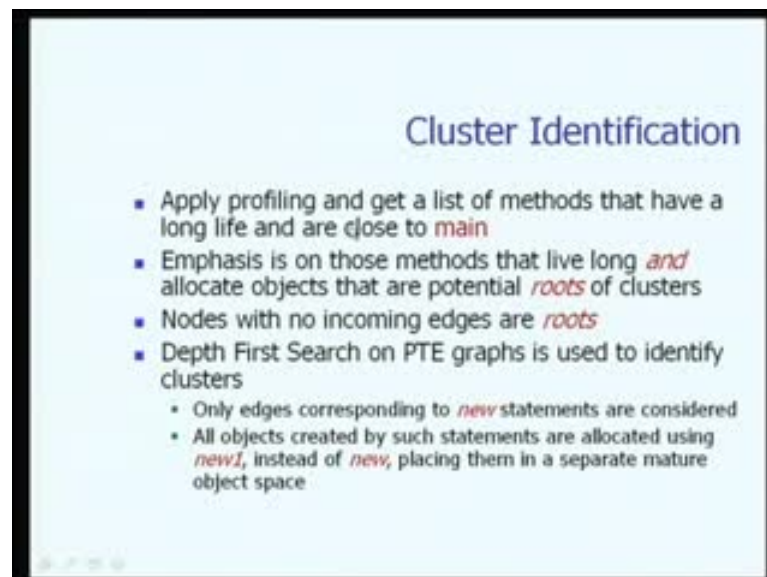 Cluster Identification
Apply profiling and get a list of methods that have a
long life and are close to main
Emphasis is on those methods that live long and
allocate objects that are potential roots of clusters
Nodes with no incoming edges are roots
Depth First Search on PTE graphs is used to identify
clusters
Only edges corresponding to new statements are considered
All objects created by such statements are allocated using
new1, instead of new, placing them in a separate mature
object space